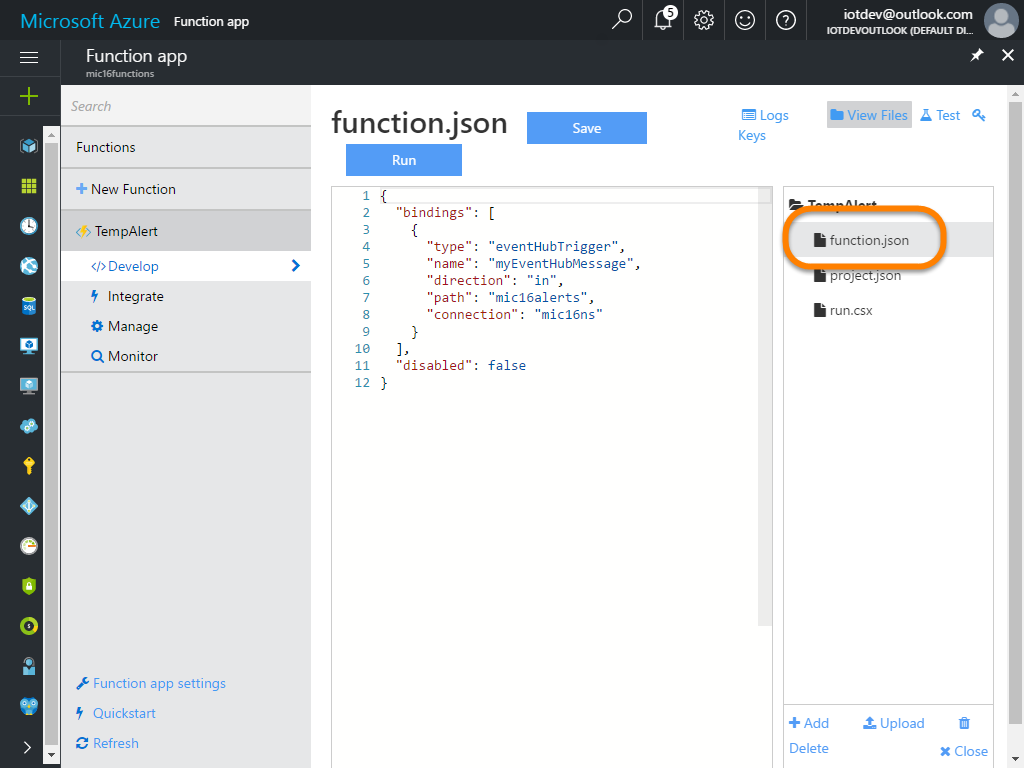 Microsoft Azure Function app
5
iotdev@outlook.com
IOTDEVOUTLOOK (DEFAULT DI...
Function app
mic16functions
Search
Functions
New Function
TempAlert
Develop
Integrate
Manage
Monitor
Function app settings
Quickstart
Refresh
function.json
Save
Run
Logs
View Files
Test
Keys
1 {
2 "bindings": [
3 {
4 "type": "eventHubTrigger",
5 "name": "myEventHubMessage",
6 "direction": "in",
7 "path": "mic16alerts",
8 "connection": "mic16ns"
9 }
10 ],
11 "disabled": false
12 }
TempAlert
function.json
project.json
run.csx
Add
Upload
Delete
Close